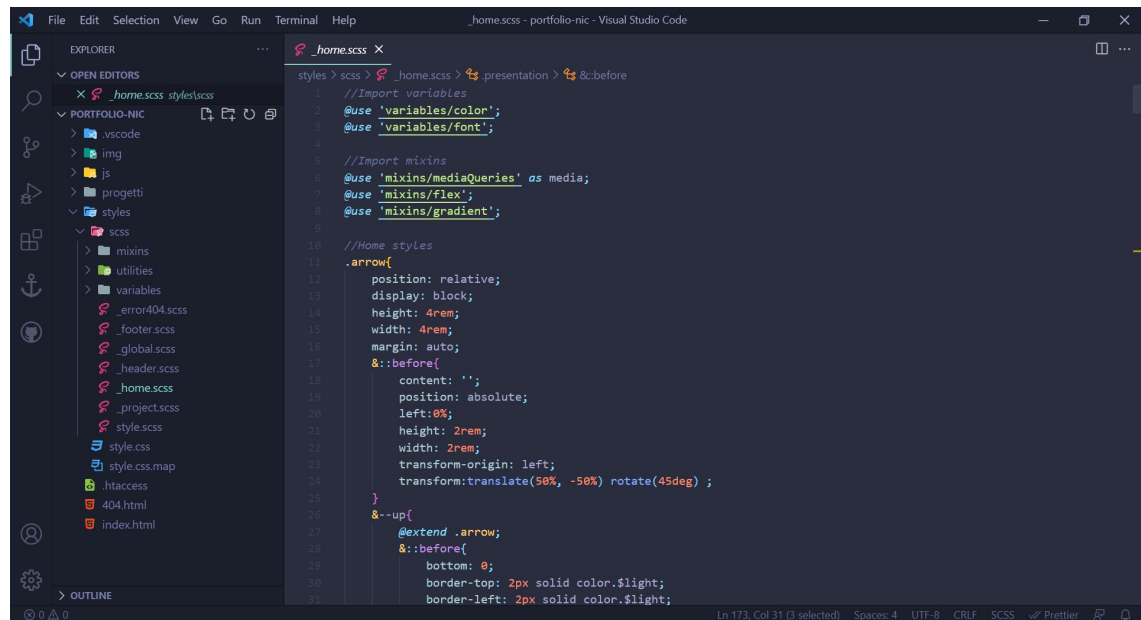 File Edit Selection View Go Run Terminal Help
_home.scss - portfolio-nic - Visual Studio Code
EXPLORER
OPEN EDITORS
_home.scss styles\scss
PORTFOLIO-NIC
.vscode
img
js
progetti
styles
scss
mixins
utilities
variables
_error404.scss
_footer.scss
_global.scss
_header.scss
_home.scss
_project.scss
style.scss
style.css
style.css.map
.htaccess
404.html
index.html
OUTLINE
_home.scss
styles > scss > _home.scss > .presentation > &::before
1 //Import variables
2 @use 'variables/color';
3 @use 'variables/font';
4
5 //Import mixins
6 @use 'mixins/mediaQueries' as media;
7 @use 'mixins/flex';
8 @use 'mixins/gradient';
9
10 //Home styles
11 .arrow{
12 position: relative;
13 display: block;
14 height: 4rem;
15 width: 4rem;
16 margin: auto;
17 &::before{
18 content: '';
19 position: absolute;
20 left:0%;
21 height: 2rem;
22 width: 2rem;
23 transform-origin: left;
24 transform:translate(50%, -50%) rotate(45deg) ;
25 }
26 &--up{
27 @extend .arrow;
28 &::before{
29 bottom: 0;
30 border-top: 2px solid color.$light;
31 border-left: 2px solid color.$light;
0 0 Ln 173, Col 31 (3 selected) Spaces: 4 UTF-8 CRLF SCSS Prettier